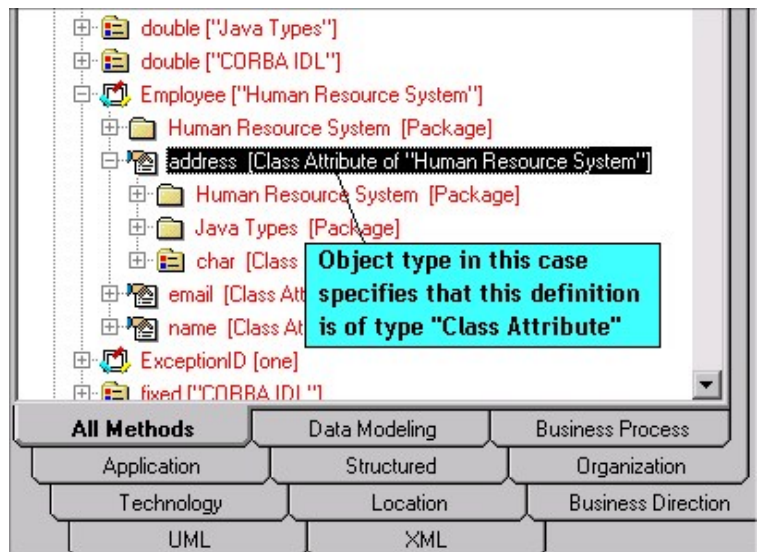 double ["Java Types"]
double ["CORBA IDL"]
Employee ["Human Resource System"]
Human Resource System [Package]
address [Class Attribute of "Human Resource System"]
Human Resource System [Package]
Java Types [Package]
char [Class
Object type in this case
specifies that this definition
is of type "Class Attribute"
email [Class Att
name [Class At
ExceptionID [one]
fixed ["CORBA IDL"]
All Methods Data Modeling Business Process
Application Structured Organization
Technology Location Business Direction
UML XML